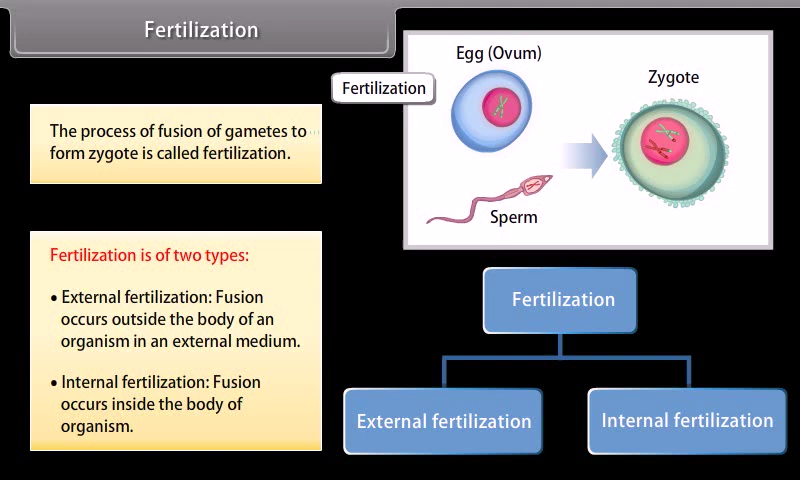 Fertilization
The process of fusion of gametes to
form zygote is called fertilization.
Fertilization is of two types:
• External fertilization: Fusion
occurs outside the body of an
organism in an external medium.
• Internal fertilization: Fusion
occurs inside the body of
organism.
Fertilization
Egg (Ovum)
Zygote
Sperm
Fertilization
External fertilization
Internal fertilization